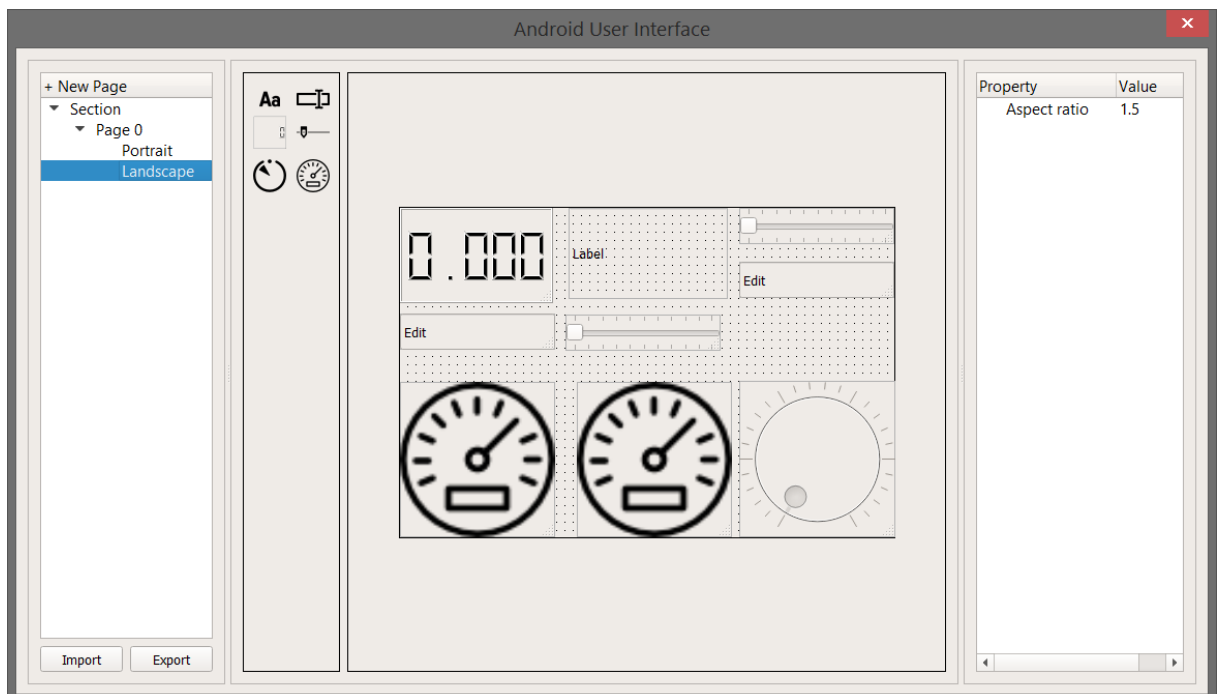 Android User Interface
+ New Page
Section
Page 0
Portrait
Landscape
Import
Export
Aa
0
0.000
Label
Edit
Edit
Property Value
Aspect ratio 1.5